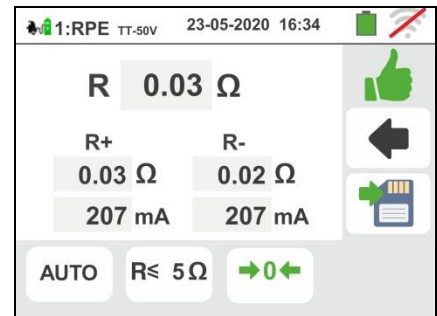 1:RPE TT-50V 23-05-2020 16:34
R 0.03 Ω
R+ R-
0.03 Ω 0.02 Ω
207 mA 207 mA
AUTO R≤ 5Ω →0←